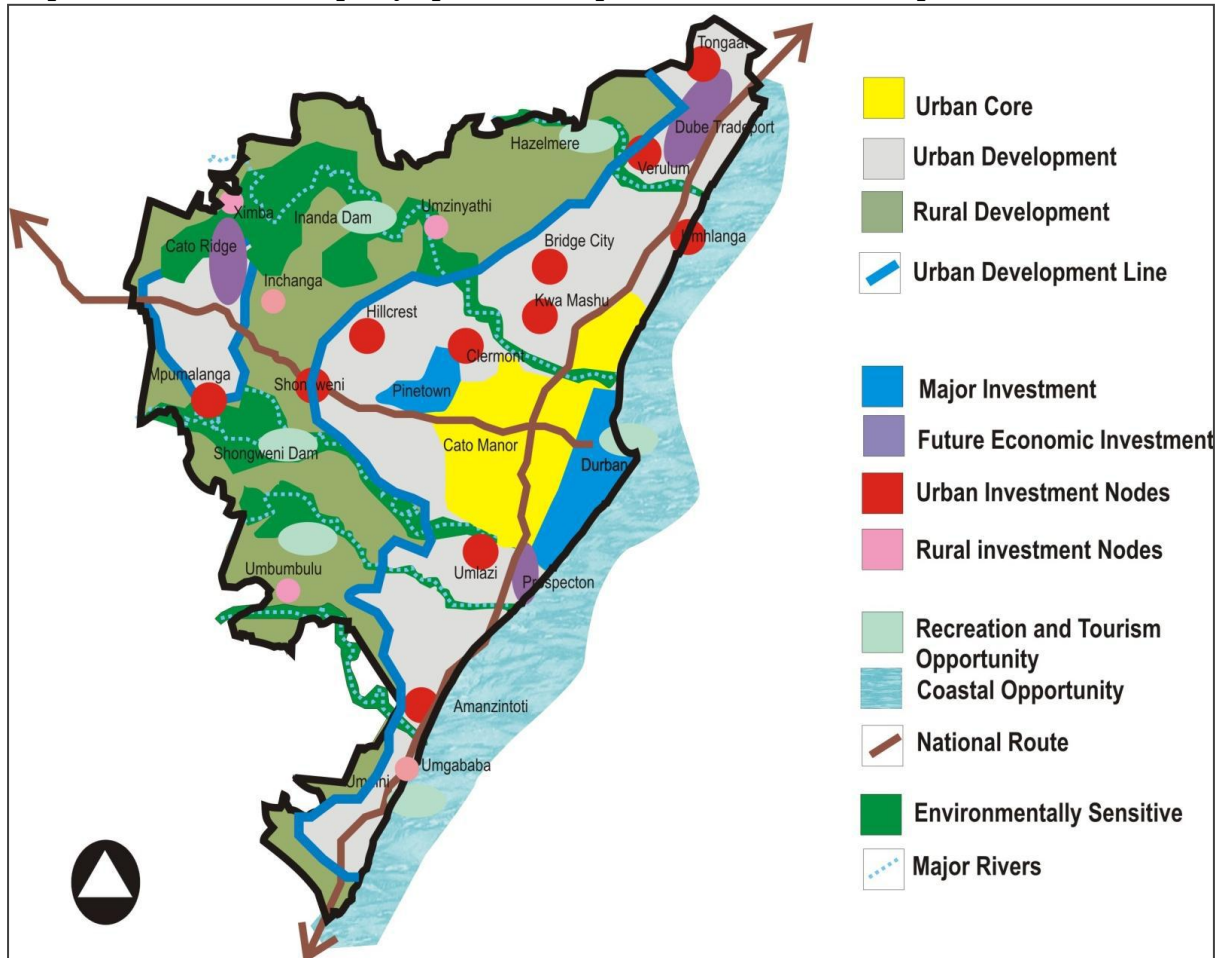 Tongaat
Dube Tradeport
Hazelmere
Verulum
Ximba
Inanda Dam
Umzinyathi
Cato Ridge
Bridge City
Inchanga
Kwa Mashu
Hillcrest
Clermont
Mpumalanga
Shongweni
Pinetown
Cato Manor
Shongweni Dam
Durban
Umbumbulu
Umlazi
Prospecton
Amanzintoti
Umgababa
Urban Core
Urban Development
Rural Development
Urban Development Line
Major Investment
Future Economic Investment
Urban Investment Nodes
Rural investment Nodes
Recreation and Tourism
Opportunity
Coastal Opportunity
National Route
Environmentally Sensitive
Major Rivers